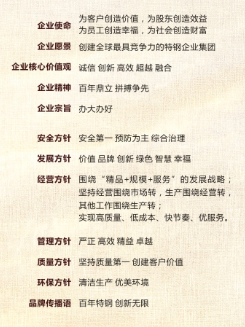 企业使命 为客户创造价值，为股东创造效益
为员工创造幸福，为社会创造财富
企业愿景 创建全球最具竞争力的特钢企业集团
企业核心价值观 诚信 创新 高效 超越 融合
企业精神 百年鼎立 拼搏争先
企业宗旨 办大办好
安全方针 安全第一 预防为主 综合治理
发展方针 价值 品牌 创新 绿色 智慧 幸福
经营方针 围绕“精品+规模+服务”的发展战略；
坚持经营围绕市场转，生产围绕经营转，
其他工作围绕生产转；
实现高质量、低成本、快节奏、优服务。
管理方针 严正 高效 精益 卓越
质量方针 坚持质量第一 创建客户价值
环保方针 清洁生产 优美环境
品牌传播语 百年特钢 创新无限